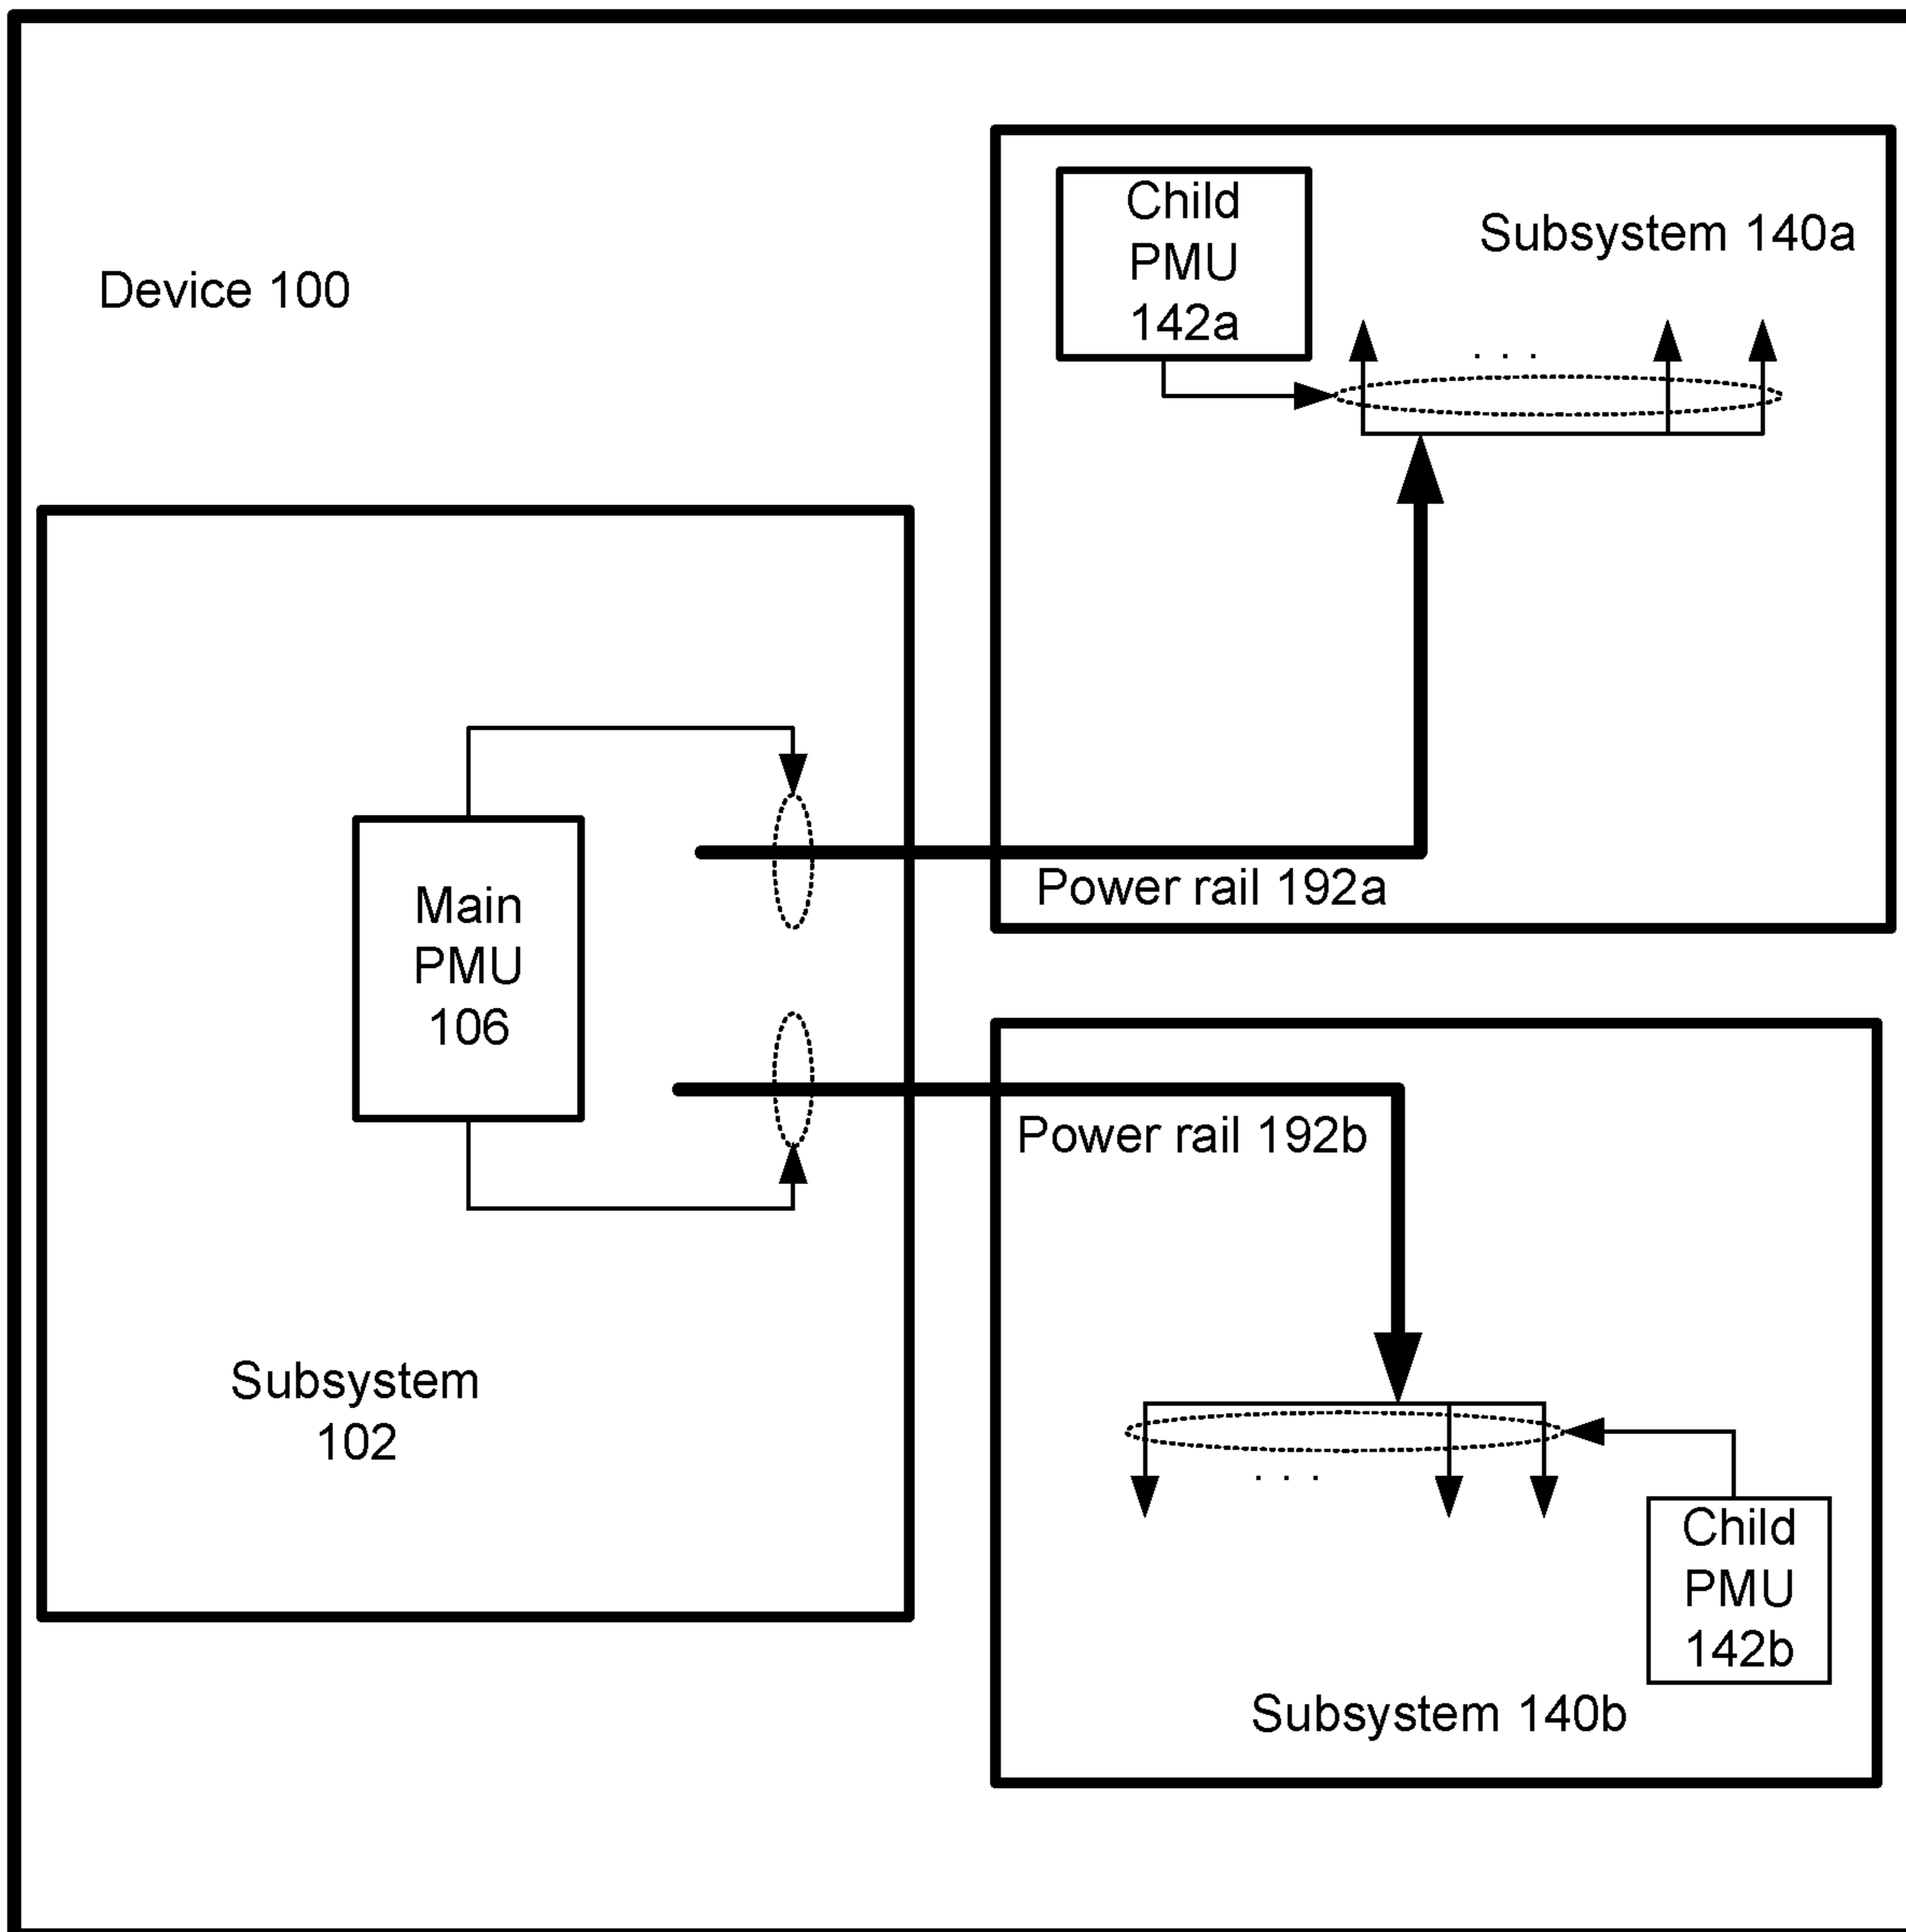 Device 100
Child
PMU
142a
Subsystem 140a
. . .
Power rail 192a
Main
PMU
106
Subsystem
102
Power rail 192b
. . .
Child
PMU
142b
Subsystem 140b